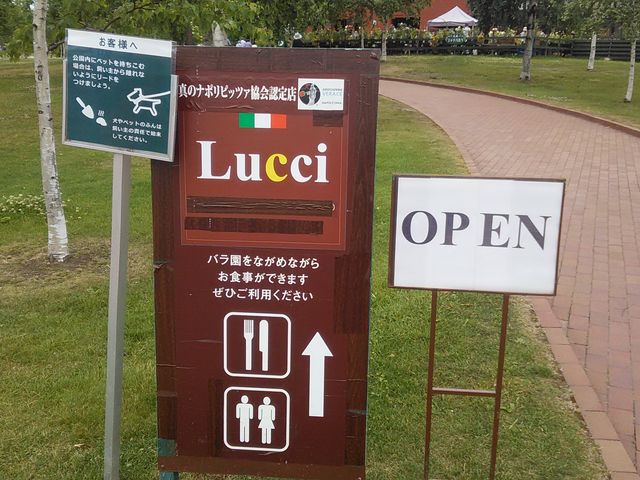 お客様へ
公園内にペットを持ちこむ
場合は、飼い主から離れな
いようにリードを
つけましょう。
犬やペットのふんは
飼い主の責任で始末
してください。
真のナポリピッツァ協会認定店
VERACE
Lucci
バラ園をながめながら
お食事ができます
ぜひご利用ください
OPEN